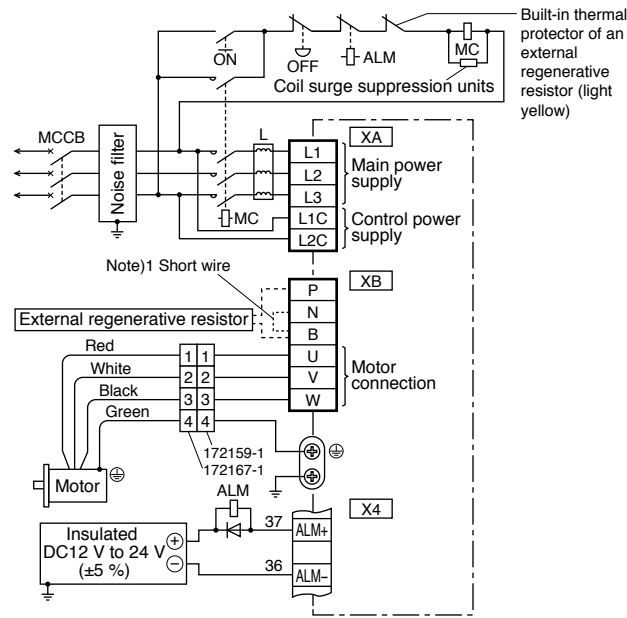 Built-in thermal
protector of an
external
regenerative
resistor (light
yellow)
ON
OFF
ALM
MC
Coil surge suppression units
MCCB
Noise filter
L
MC
XA
L1
L2
L3
L1C
L2C
Main power
supply
Control power
supply
Note)1 Short wire
XB
External regenerative resistor
P
N
B
U
V
W
Motor
connection
Red
White
Black
Green
1 1
2 2
3 3
4 4
172159-1
172167-1
Motor
ALM
X4
Insulated
DC12 V to 24 V
(±5 %)
+
−
37
36
ALM+
ALM−